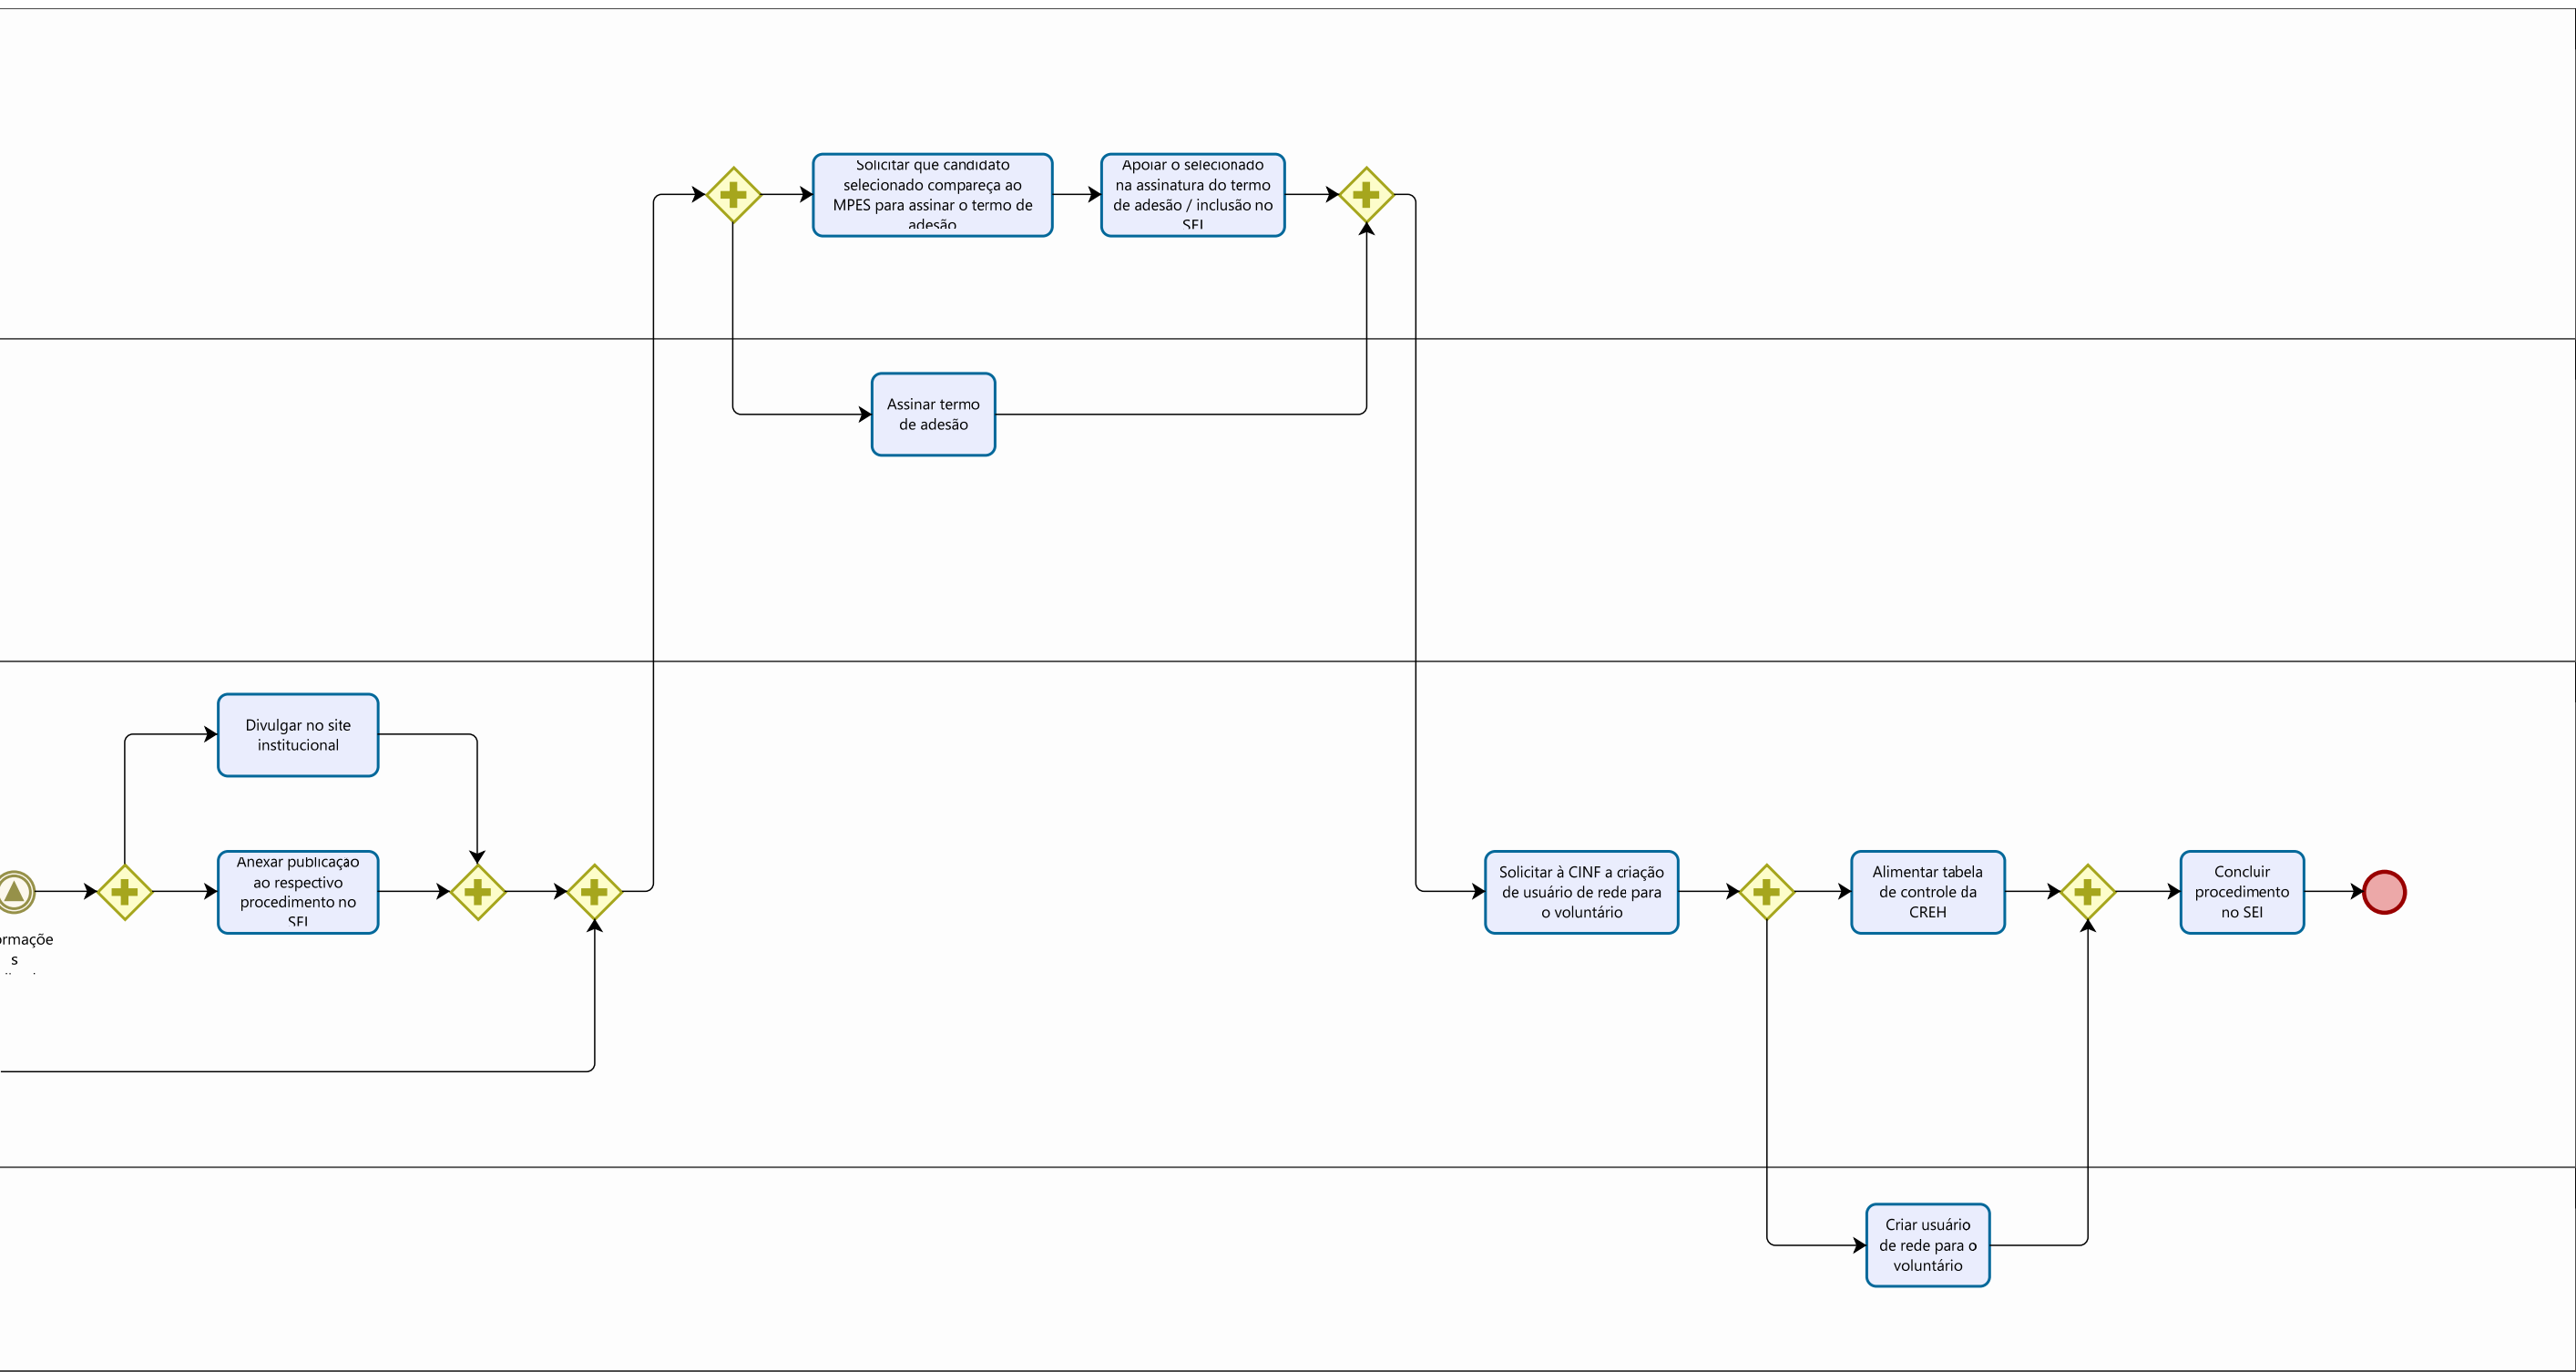 Solicitar que candidato
selecionado compareça ao
MPES para assinar o termo de
adesão
Apoiar o selecionado
na assinatura do termo
de adesão / inclusão no
SEI
Assinar termo
de adesão
Divulgar no site
institucional
Anexar publicação
ao respectivo
procedimento no
SEI
ormaçõe
s
Solicitar à CINF a criação
de usuário de rede para
o voluntário
Alimentar tabela
de controle da
CREH
Concluir
procedimento
no SEI
Criar usuário
de rede para o
voluntário